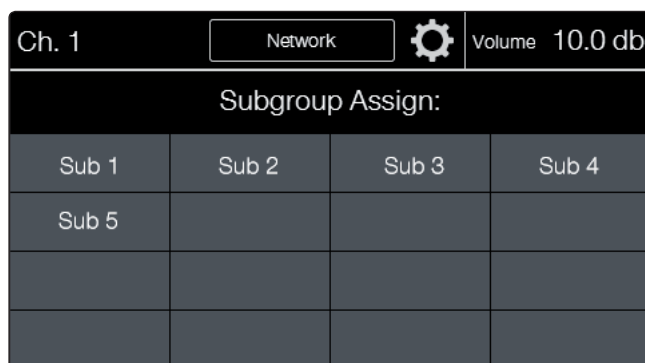 Ch. 1 Network Volume 10.0 db
Subgroup Assign:
Sub 1 Sub 2 Sub 3 Sub 4
Sub 5